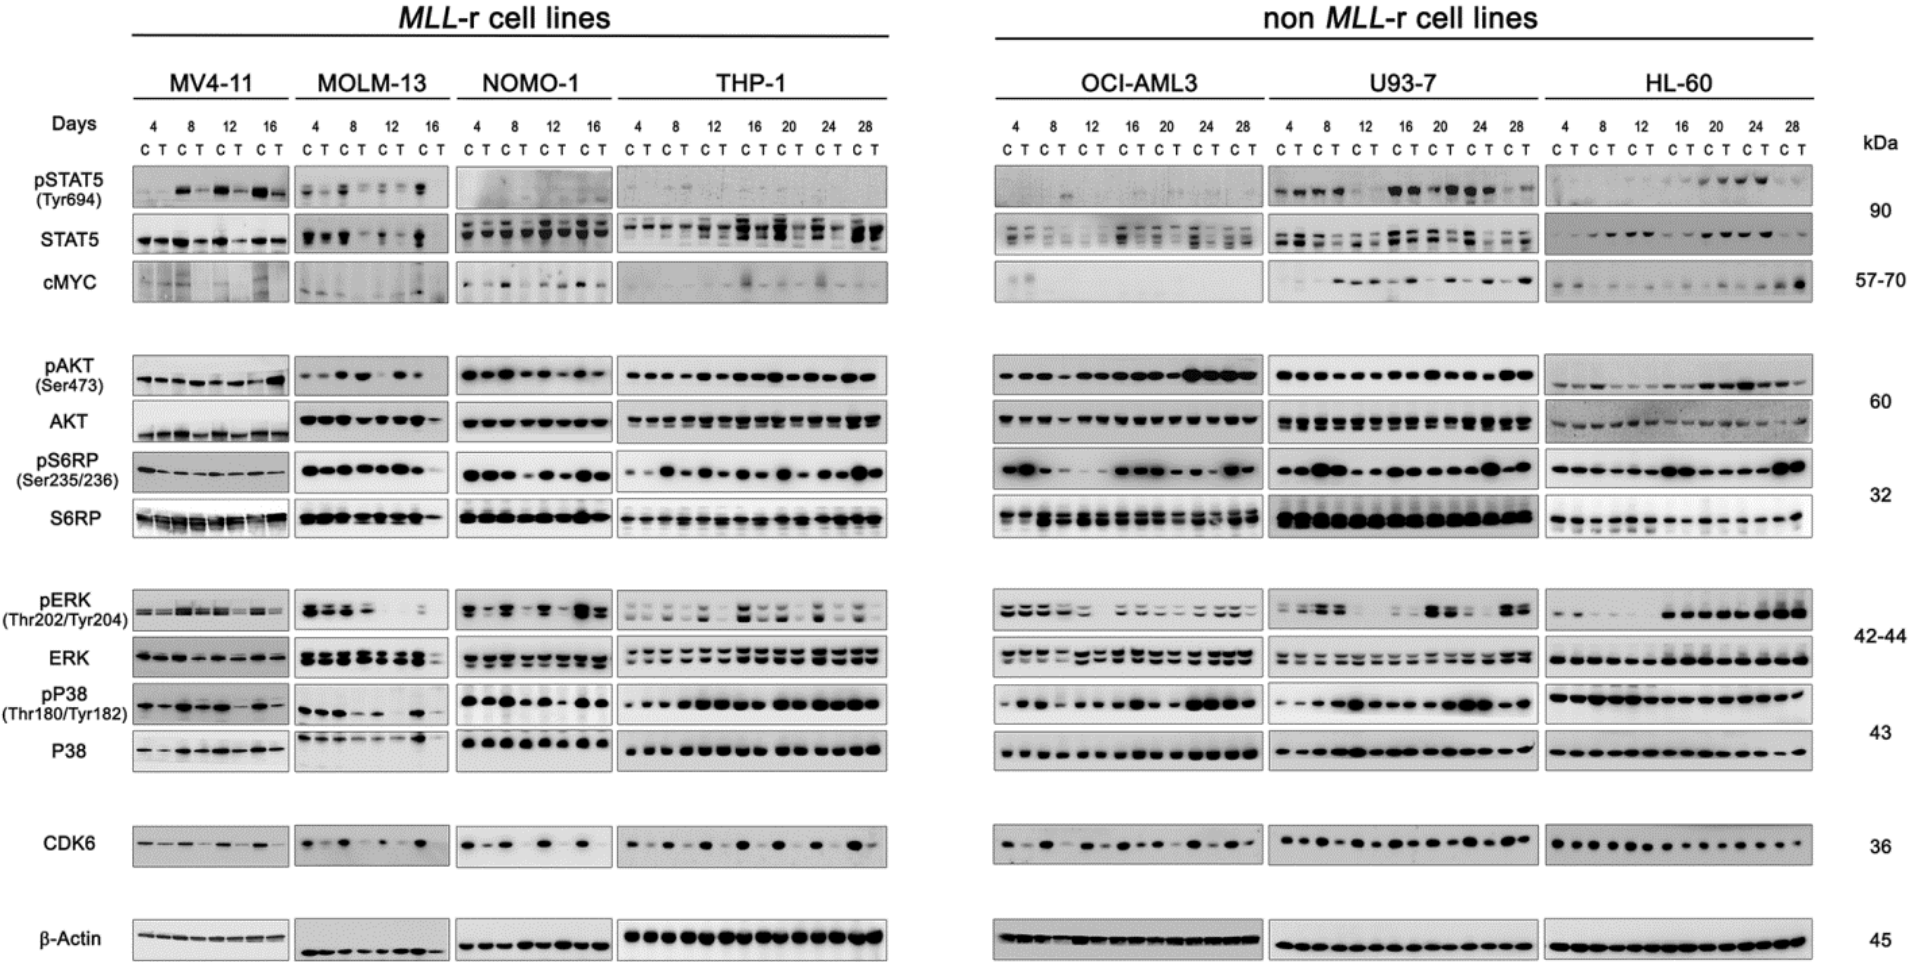 MLL-r cell lines non MLL-r cell lines
MV4-11 MOLM-13 NOMO-1 THP-1 OCI-AML3 U93-7 HL-60
Days 4 8 12 16 4 8 12 16 4 8 12 16 4 8 12 16 20 24 28 4 8 12 16 20 24 28 4 8 12 16 20 24 28 4 8 12 16 20 24 28
C T C T C T C T C T C T C T C T C T C T C T C T C T C T C T C T C T C T C T C T C T C T C T C T C T C T C T C T C T C T C T C T C T C T C T C T C T C T kDa
pSTAT5
(Tyr694)
90
STAT5
cMYC 57-70
pAKT
(Ser473)
60
AKT
pS6RP
(Ser235/236)
32
S6RP
pERK
(Thr202/Tyr204)
42-44
ERK
pP38
(Thr180/Tyr182)
43
P38
CDK6 36
β-Actin 45